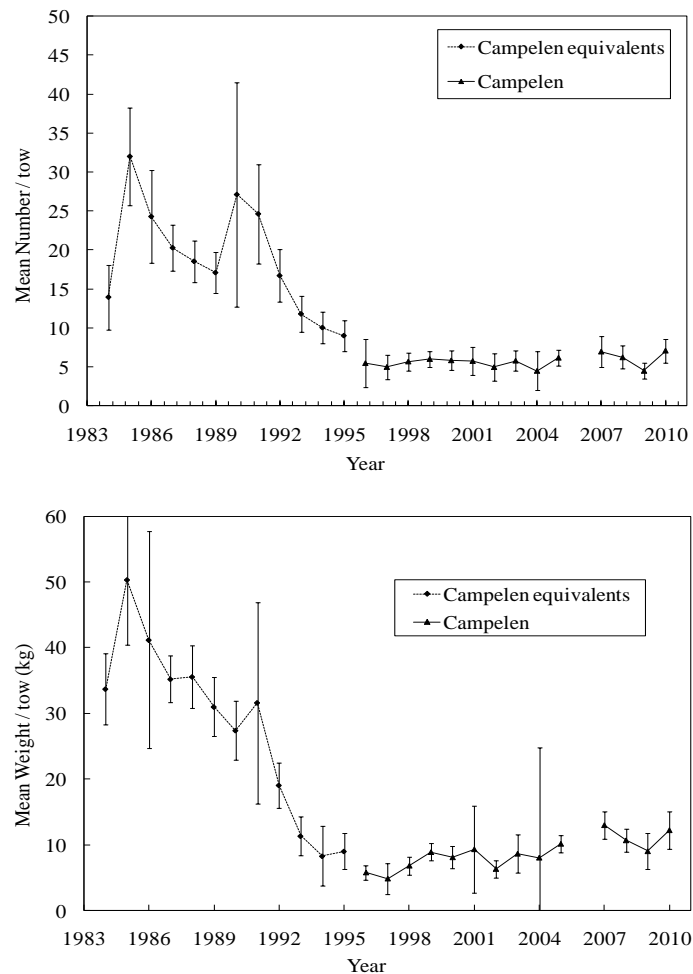 50
45
40
35
30
25
20
15
10
5
0
Mean Number / tow
Campelen equivalents
Campelen
1983 1986 1989 1992 1995 1998 2001 2004 2007 2010
Year
60
50
40
30
20
10
0
Mean Weight / tow (kg)
Campelen equivalents
Campelen
1983 1986 1989 1992 1995 1998 2001 2004 2007 2010
Year